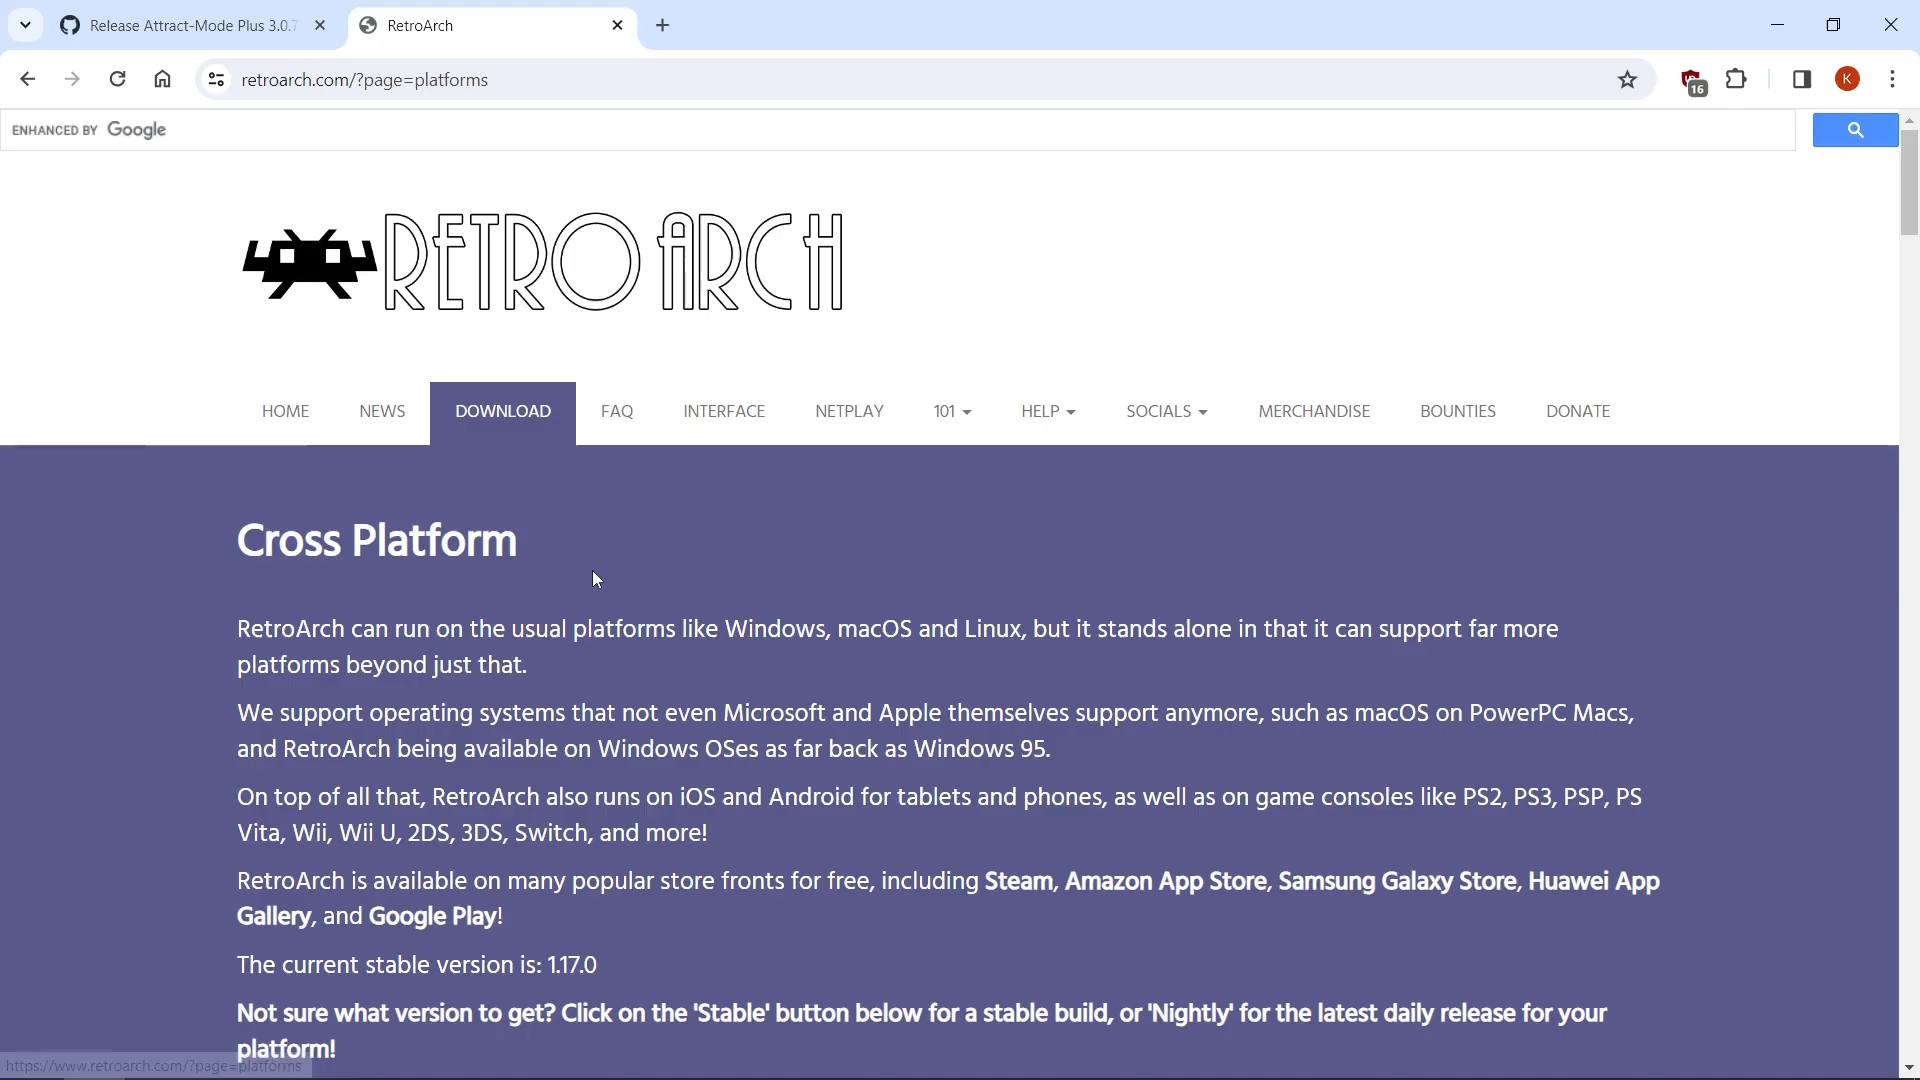 Release Attract-Mode Plus 3.0.7
RetroArch
retroarch.com/?page=platforms
16
K
ENHANCED BY Google
RETROARCH
HOME
NEWS
DOWNLOAD
FAQ
INTERFACE
NETPLAY
101
HELP
SOCIALS
MERCHANDISE
BOUNTIES
DONATE
Cross Platform
RetroArch can run on the usual platforms like Windows, macOS and Linux, but it stands alone in that it can support far more
platforms beyond just that.
We support operating systems that not even Microsoft and Apple themselves support anymore, such as macOS on PowerPC Macs,
and RetroArch being available on Windows OSes as far back as Windows 95.
On top of all that, RetroArch also runs on iOS and Android for tablets and phones, as well as on game consoles like PS2, PS3, PSP, PS
Vita, Wii, Wii U, 2DS, 3DS, Switch, and more!
RetroArch is available on many popular store fronts for free, including Steam, Amazon App Store, Samsung Galaxy Store, Huawei App
Gallery, and Google Play!
The current stable version is: 1.17.0
Not sure what version to get? Click on the 'Stable' button below for a stable build, or 'Nightly' for the latest daily release for your
platform!
https://www.retroarch.com/?page=platforms